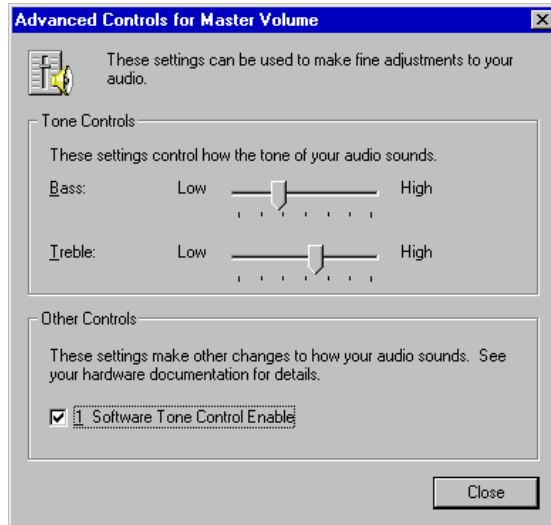 Advanced Controls for Master Volume
These settings can be used to make fine adjustments to your
audio.
Tone Controls
These settings control how the tone of your audio sounds.
Bass: Low High
Treble: Low High
Other Controls
These settings make other changes to how your audio sounds. See
your hardware documentation for details.
1 Software Tone Control Enable
Close